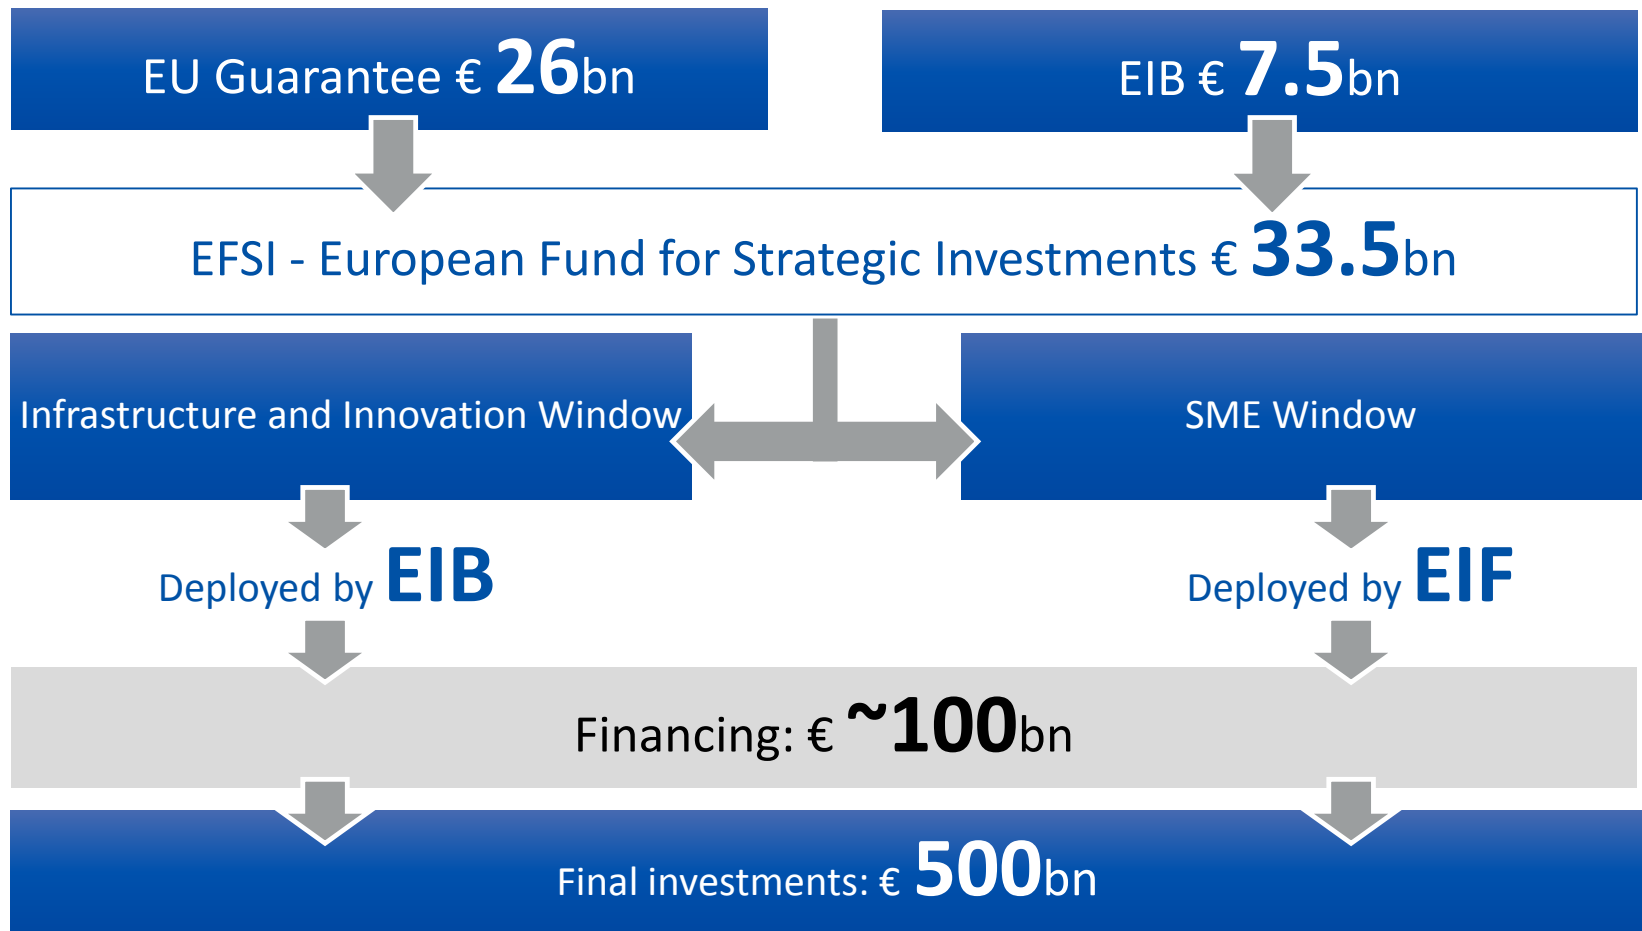 EU Guarantee € 26bn
EIB € 7.5bn
EFSI - European Fund for Strategic Investments € 33.5bn
Infrastructure and Innovation Window
SME Window
Deployed by EIB
Deployed by EIF
Financing: € ~100bn
Final investments: € 500bn